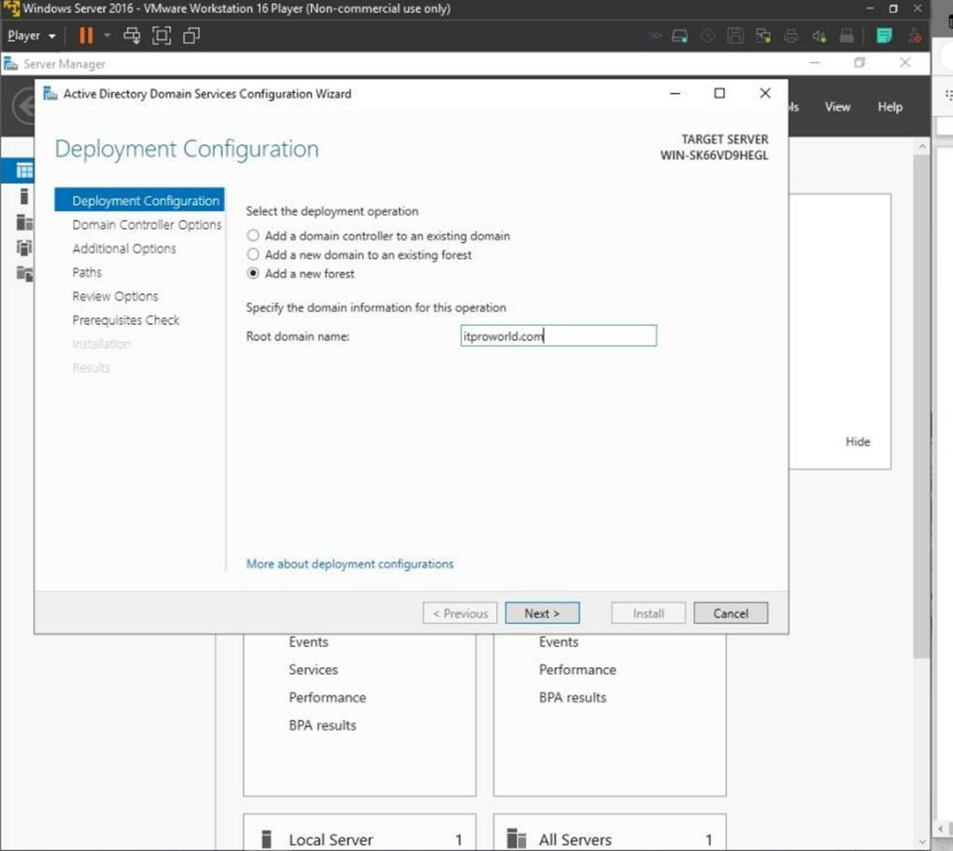 Windows Server 2016 - VMware Workstation 16 Player (Non-commercial use only)
Player
Server Manager
View Help
Active Directory Domain Services Configuration Wizard
Deployment Configuration
TARGET SERVER
WIN-SK66VD9HEGL
Deployment Configuration
Domain Controller Options
Additional Options
Paths
Review Options
Prerequisites Check
Installation
Results
Select the deployment operation
Add a domain controller to an existing domain
Add a new domain to an existing forest
Add a new forest
Specify the domain information for this operation
Root domain name: itproworld.com
More about deployment configurations
< Previous Next > Install Cancel
Hide
Events
Services
Performance
BPA results
Events
Performance
BPA results
Local Server 1
All Servers 1